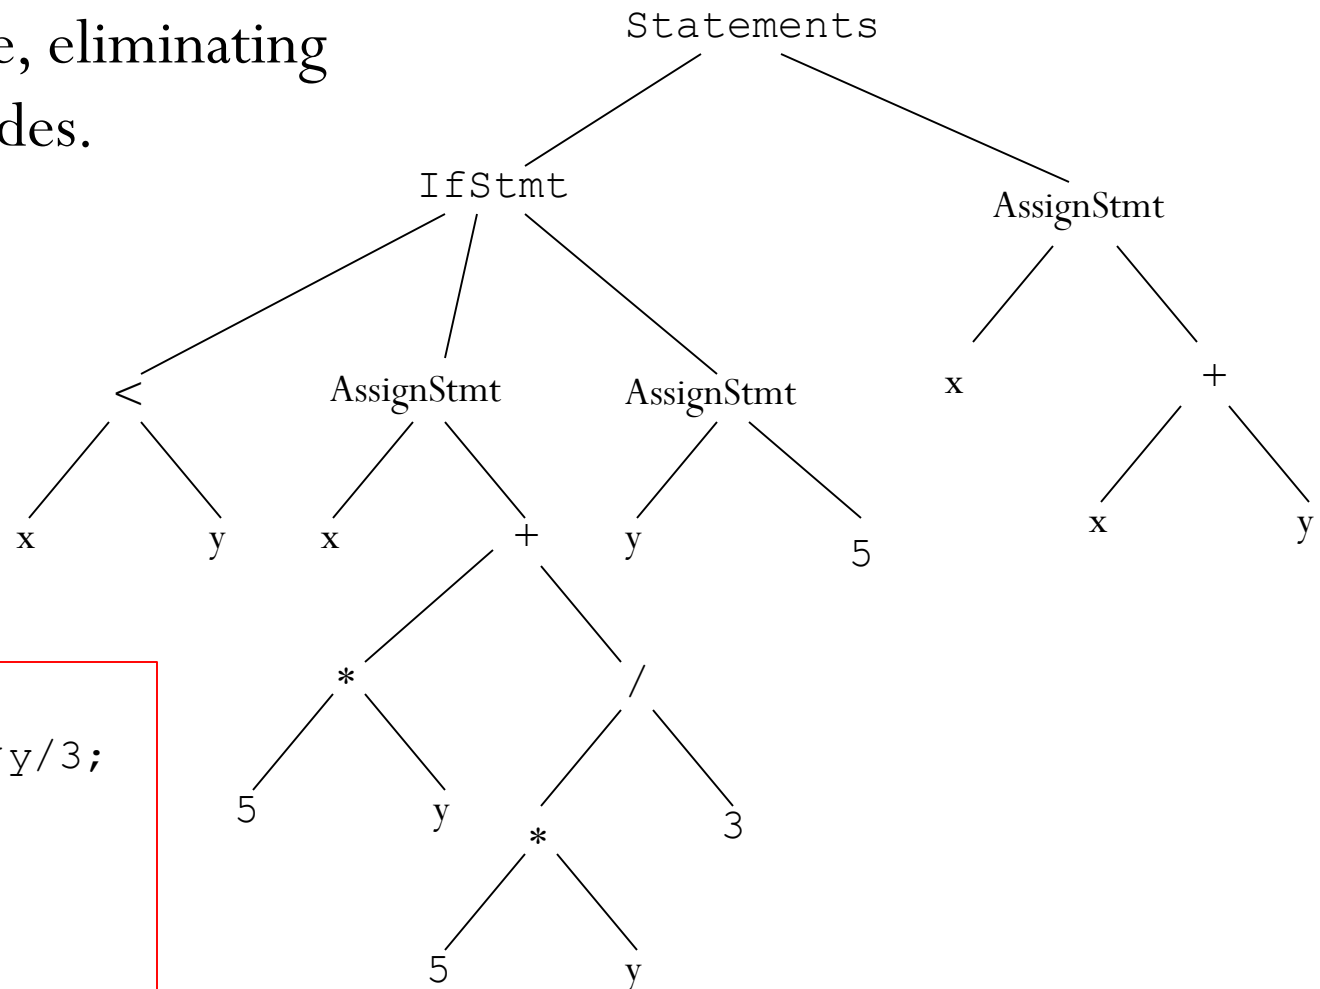 e, eliminating
des.
Statements
IfStmt
AssignStmt
< AssignStmt AssignStmt x +
x y x + y 5 x y
* /
y/3;
5 y * 3
5 y